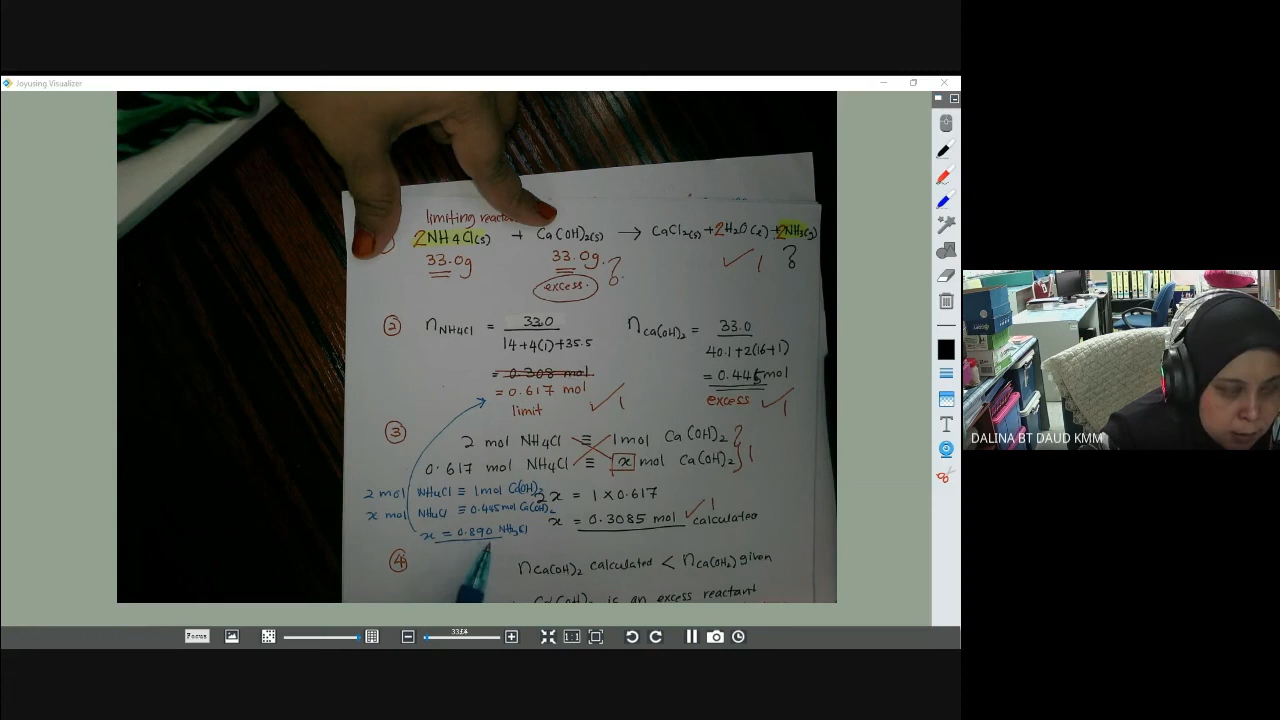 Joyusing Visualizer
limiting reactan
2NH4Cl(s) + Ca(OH)2(s) → CaCl2(s) + 2H2O(l) + 2NH3(g)
33.0g 33.0g ? ✓ 1 ?
excess.
② nNH4Cl = 33.0 / 14+4(1)+35.5 nCa(OH)2 = 33.0 / 40.1+2(16+1)
= 0.308 mol = 0.445 mol
= 0.617 mol ✓ 1 excess ✓ 1
limit
③ 2 mol NH4Cl ≡ 1 mol Ca(OH)2
0.617 mol NH4Cl ≡ x mol Ca(OH)2 } 1
2 mol NH4Cl ≡ 1 mol Ca(OH)2
x mol NH4Cl ≡ 0.445 mol Ca(OH)2
x = 0.890
2x = 1 × 0.617
x = 0.3085 mol ✓ 1 calculated
④ nCa(OH)2 calculated < nCa(OH)2 given
Ca(OH)2 is an excess reactant
DALINA BT DAUD KMM
Focus
1:1
T